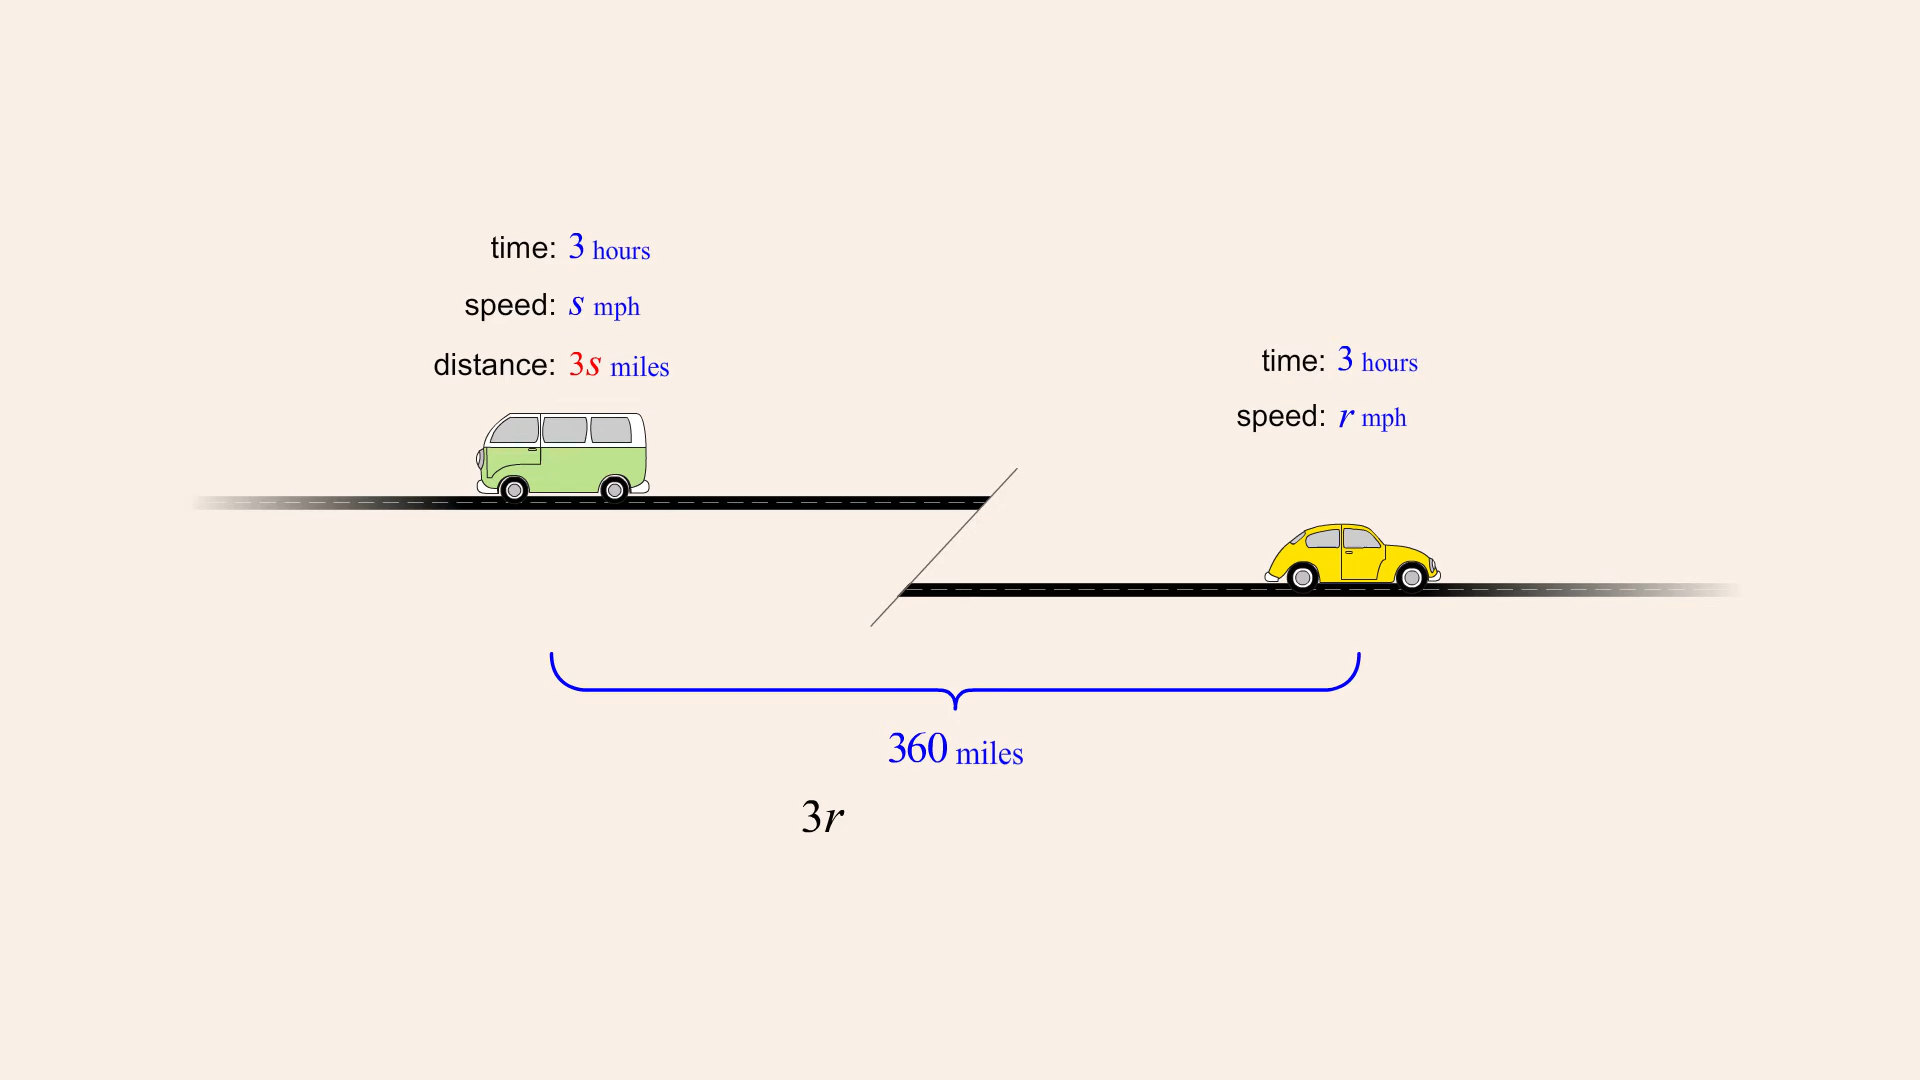 time: 3 hours
speed: s mph
distance: 3s miles
time: 3 hours
speed: r mph
360 miles
3r